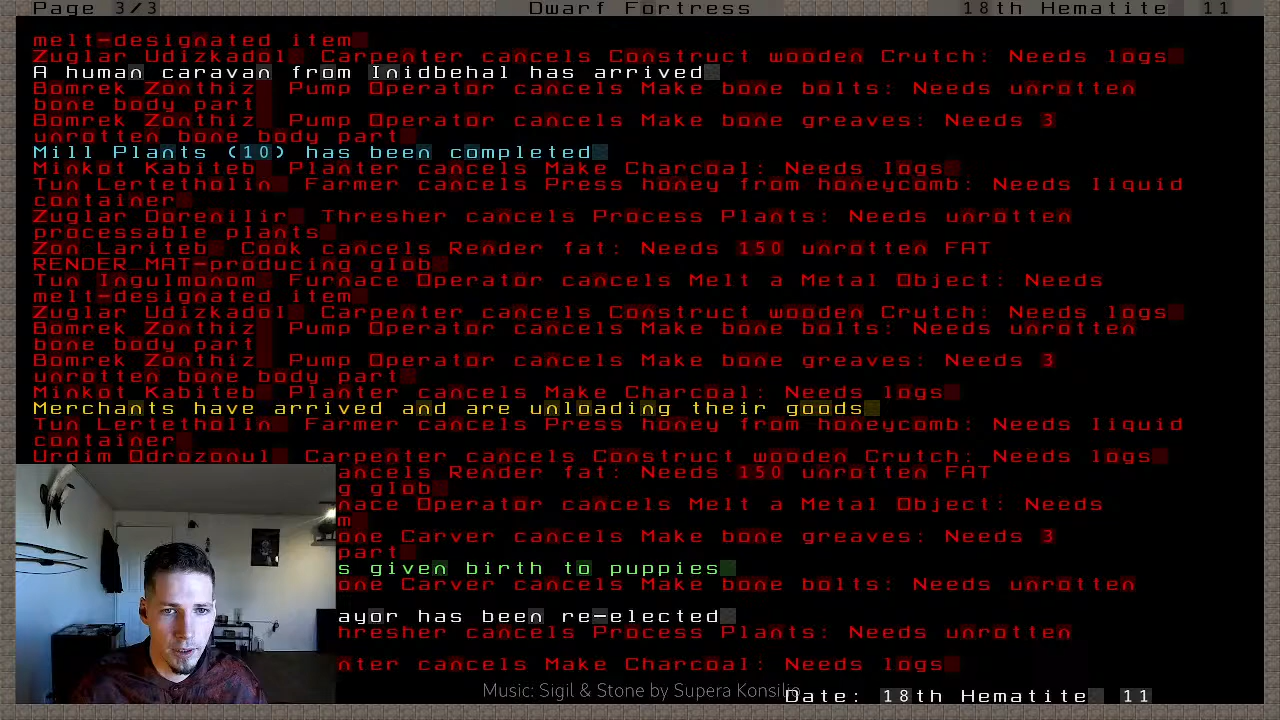 Page 3/3 Dwarf Fortress 18th Hematite 11
melt-designated item
Zuglar Udizkadol Carpenter cancels Construct wooden Crutch: Needs logs
A human caravan from Inidbehal has arrived
Bomrek Zonthiz Pump Operator cancels Make bone bolts: Needs unrotten
bone body part
Bomrek Zonthiz Pump Operator cancels Make bone greaves: Needs 3
unrotten bone body part
Mill Plants (10) has been completed
Minkot Kabiteb Planter cancels Make Charcoal: Needs logs
Tun Lertetholin Farmer cancels Press honey from honeycomb: Needs liquid
container
Zuglar Dorenilir Thresher cancels Process Plants: Needs unrotten
processable plants
Zon Lariteb Cook cancels Render fat: Needs 150 unrotten FAT
RENDER_MAT-producing glob
Tun Ingulmonom Furnace Operator cancels Melt a Metal Object: Needs
melt-designated item
Zuglar Udizkadol Carpenter cancels Construct wooden Crutch: Needs logs
Bomrek Zonthiz Pump Operator cancels Make bone bolts: Needs unrotten
bone body part
Bomrek Zonthiz Pump Operator cancels Make bone greaves: Needs 3
unrotten bone body part
Minkot Kabiteb Planter cancels Make Charcoal: Needs logs
Merchants have arrived and are unloading their goods
Tun Lertetholin Farmer cancels Press honey from honeycomb: Needs liquid
container
Urdim Odrozonul Carpenter cancels Construct wooden Crutch: Needs logs
ancels Render fat: Needs 150 unrotten FAT
g glob
nace Operator cancels Melt a Metal Object: Needs
m
one Carver cancels Make bone greaves: Needs 3
part
s given birth to puppies
one Carver cancels Make bone bolts: Needs unrotten
ayor has been re-elected
hresher cancels Process Plants: Needs unrotten
nter cancels Make Charcoal: Needs logs
Music: Sigil & Stone by Supera Konsilio
Date: 18th Hematite 11